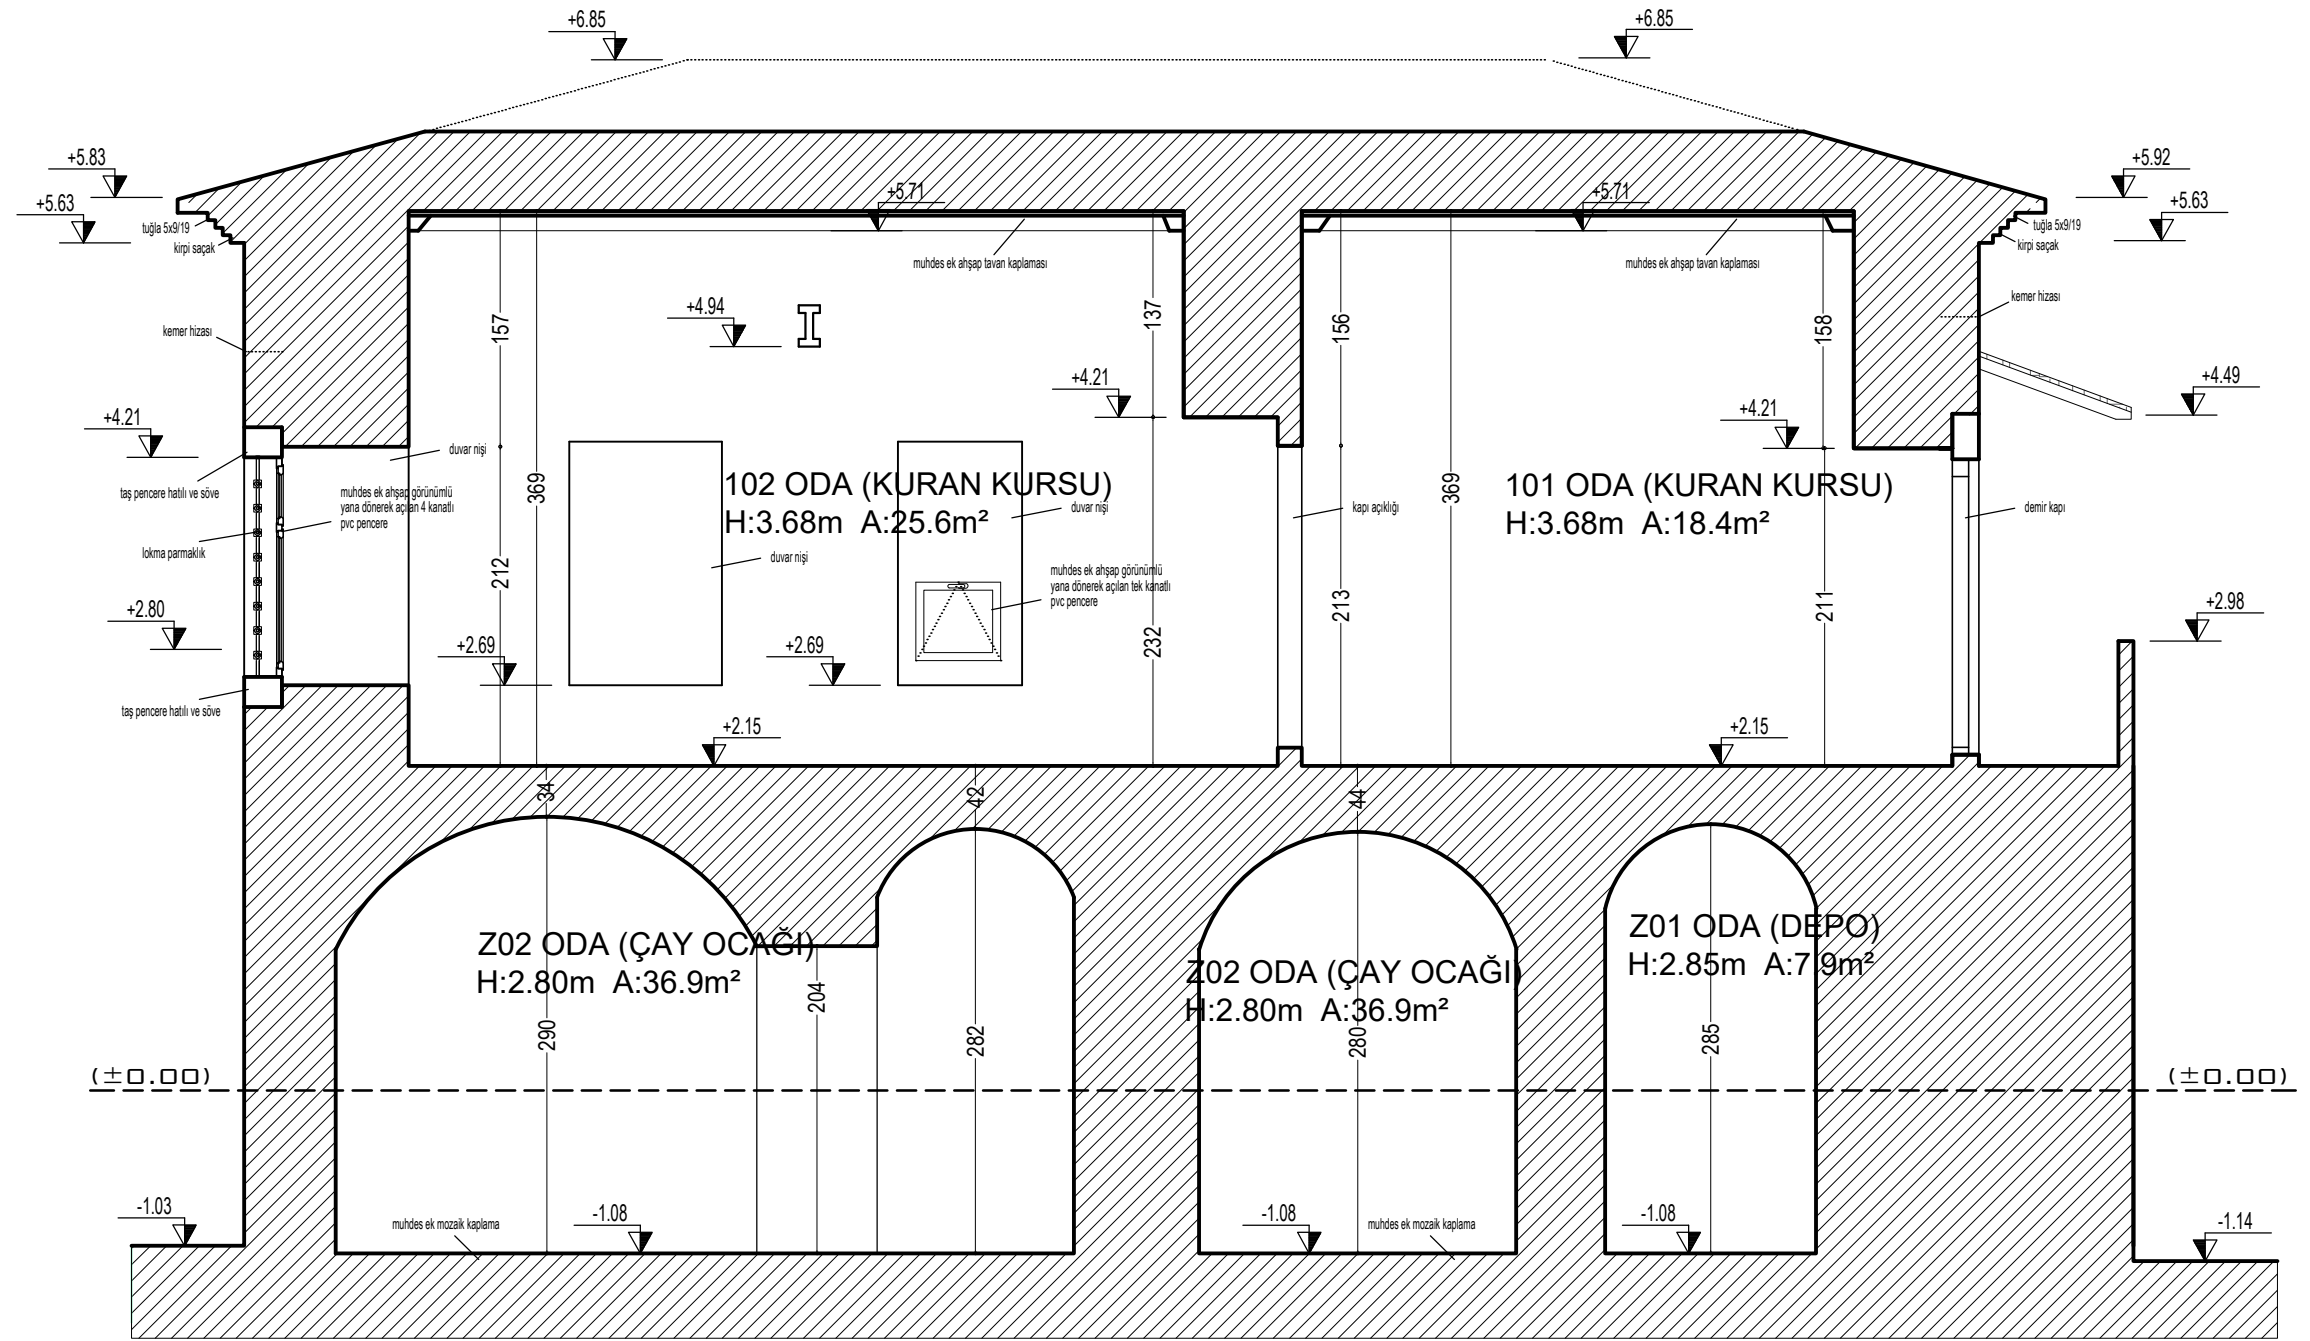 +6.85
+6.85
+5.83
+5.92
+5.63
+5.71
+5.71
+5.63
tuğla 5x9/19
kirpi saçak
tuğla 5x9/19
kirpi saçak
muhdes ek ahşap tavan kaplaması
muhdes ek ahşap tavan kaplaması
kemer hizası
kemer hizası
+4.94
157
137
156
158
+4.21
+4.21
+4.21
+4.49
duvar nişi
taş pencere hatılı ve söve
muhdes ek ahşap görünümlü
yana dönerek açılan 4 kanatlı
pvc pencere
lokma parmaklık
369
102 ODA (KURAN KURSU)
H:3.68m A:25.6m²
duvar nişi
duvar nişi
kapı açıklığı
369
101 ODA (KURAN KURSU)
H:3.68m A:18.4m²
demir kapı
212
muhdes ek ahşap görünümlü
yana dönerek açılan tek kanatlı
pvc pencere
213
211
232
+2.80
+2.69
+2.69
+2.98
taş pencere hatılı ve söve
+2.15
+2.15
34
42
44
Z02 ODA (ÇAY OCAĞI)
H:2.80m A:36.9m²
Z02 ODA (ÇAY OCAĞI)
H:2.80m A:36.9m²
Z01 ODA (DEPO)
H:2.85m A:7.9m²
290
204
282
280
285
(±0.00)
(±0.00)
-1.03
muhdes ek mozaik kaplama
-1.08
-1.08
muhdes ek mozaik kaplama
-1.08
-1.14